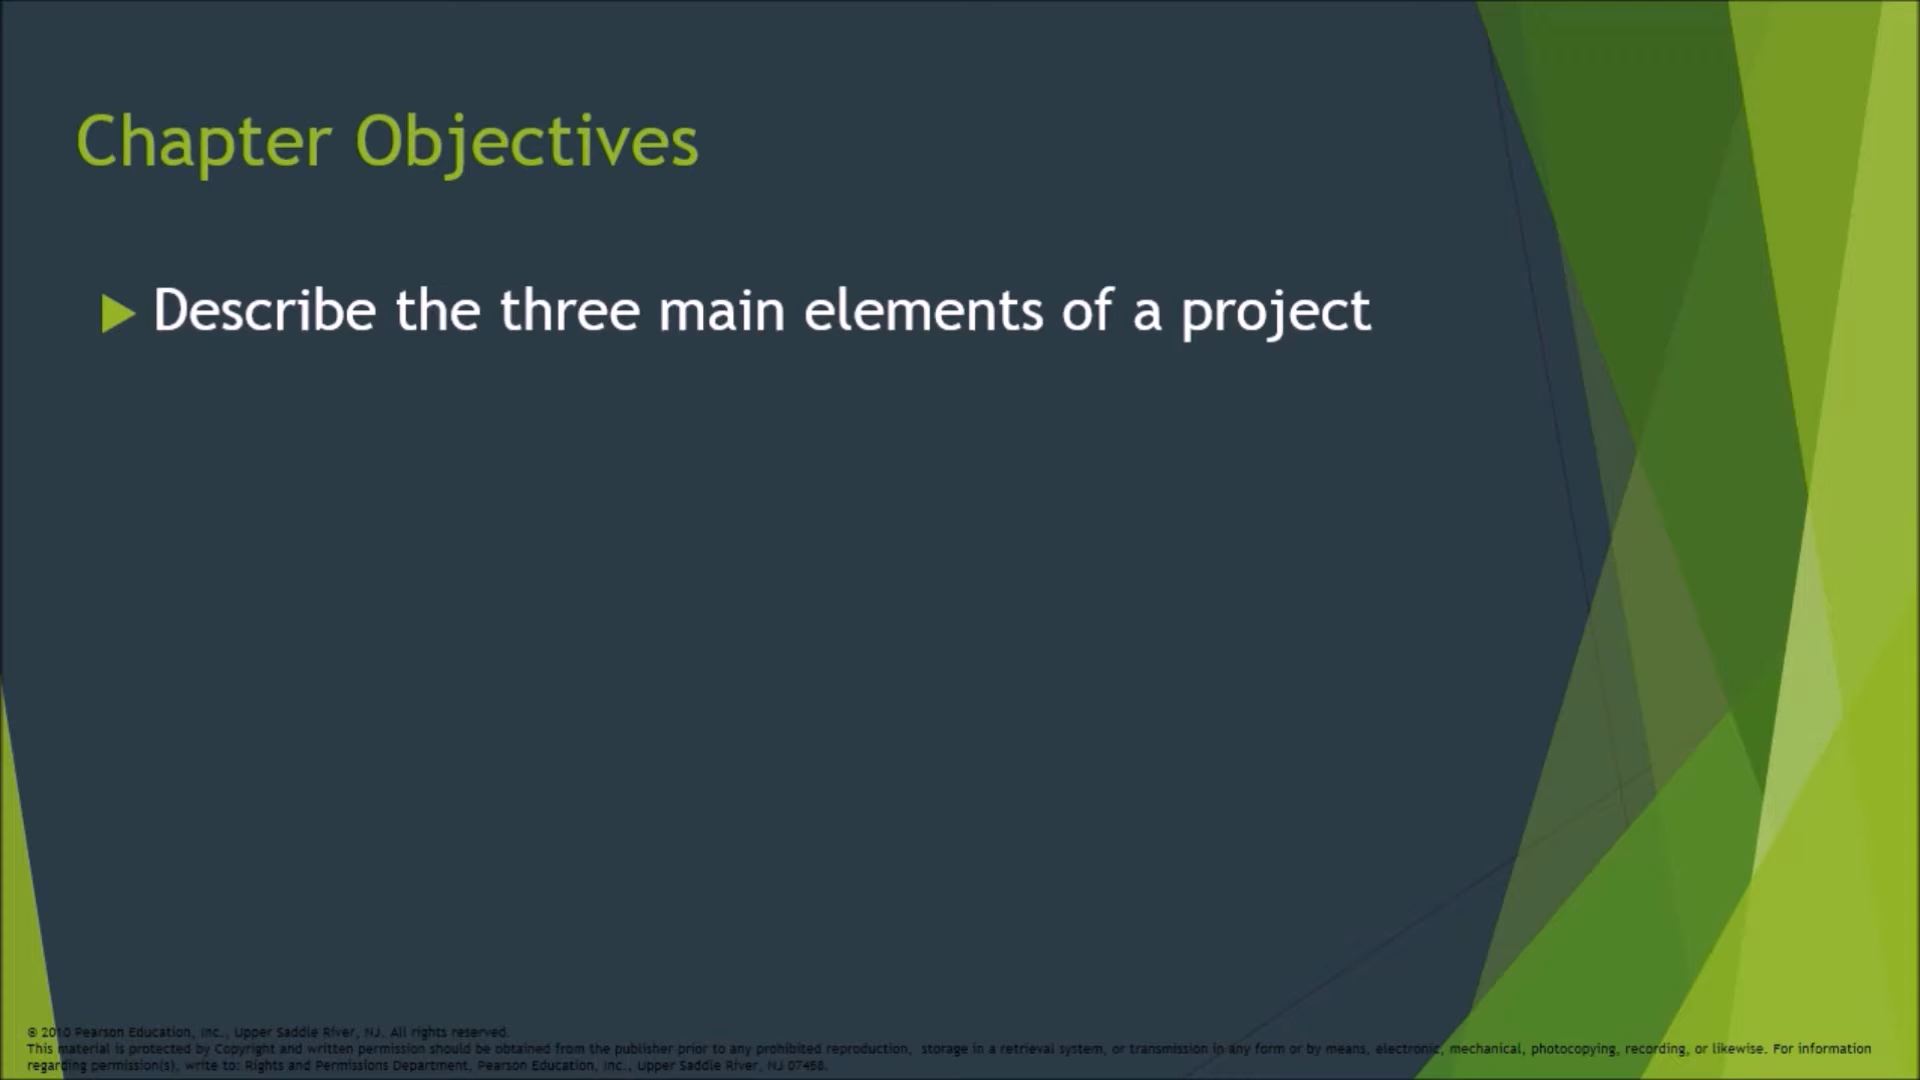 Chapter Objectives
Describe the three main elements of a project
© 2010 Pearson Education, Inc., Upper Saddle River, NJ. All rights reserved.
This material is protected by Copyright and written permission should be obtained from the publisher prior to any prohibited reproduction, storage in a retrieval system, or transmission in any form or by means, electronic, mechanical, photocopying, recording, or likewise. For information
regarding permission(s), write to: Rights and Permissions Department, Pearson Education, Inc., Upper Saddle River, NJ 07458.